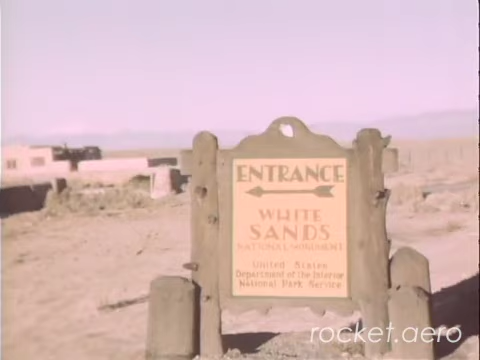 ENTRANCE
WHITE
SANDS
NATIONAL MONUMENT
United States
Department of the Interior
National Park Service
rocket.aero